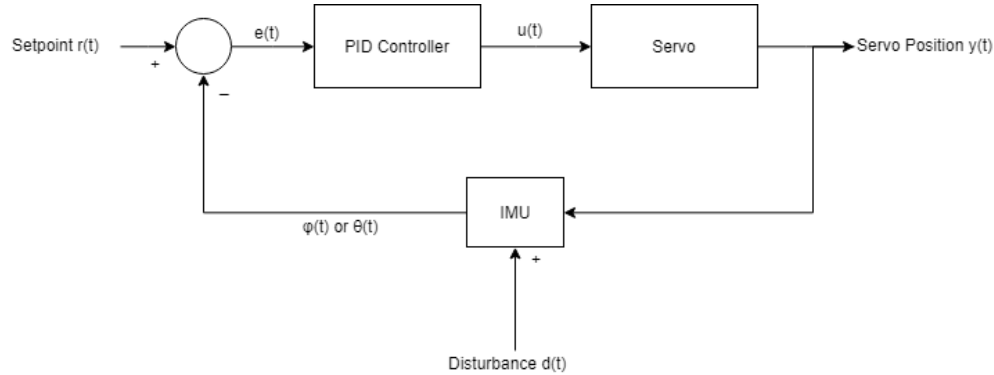 e(t)
u(t)
Setpoint r(t)
PID Controller
Servo
Servo Position y(t)
+
−
IMU
φ(t) or θ(t)
+
Disturbance d(t)